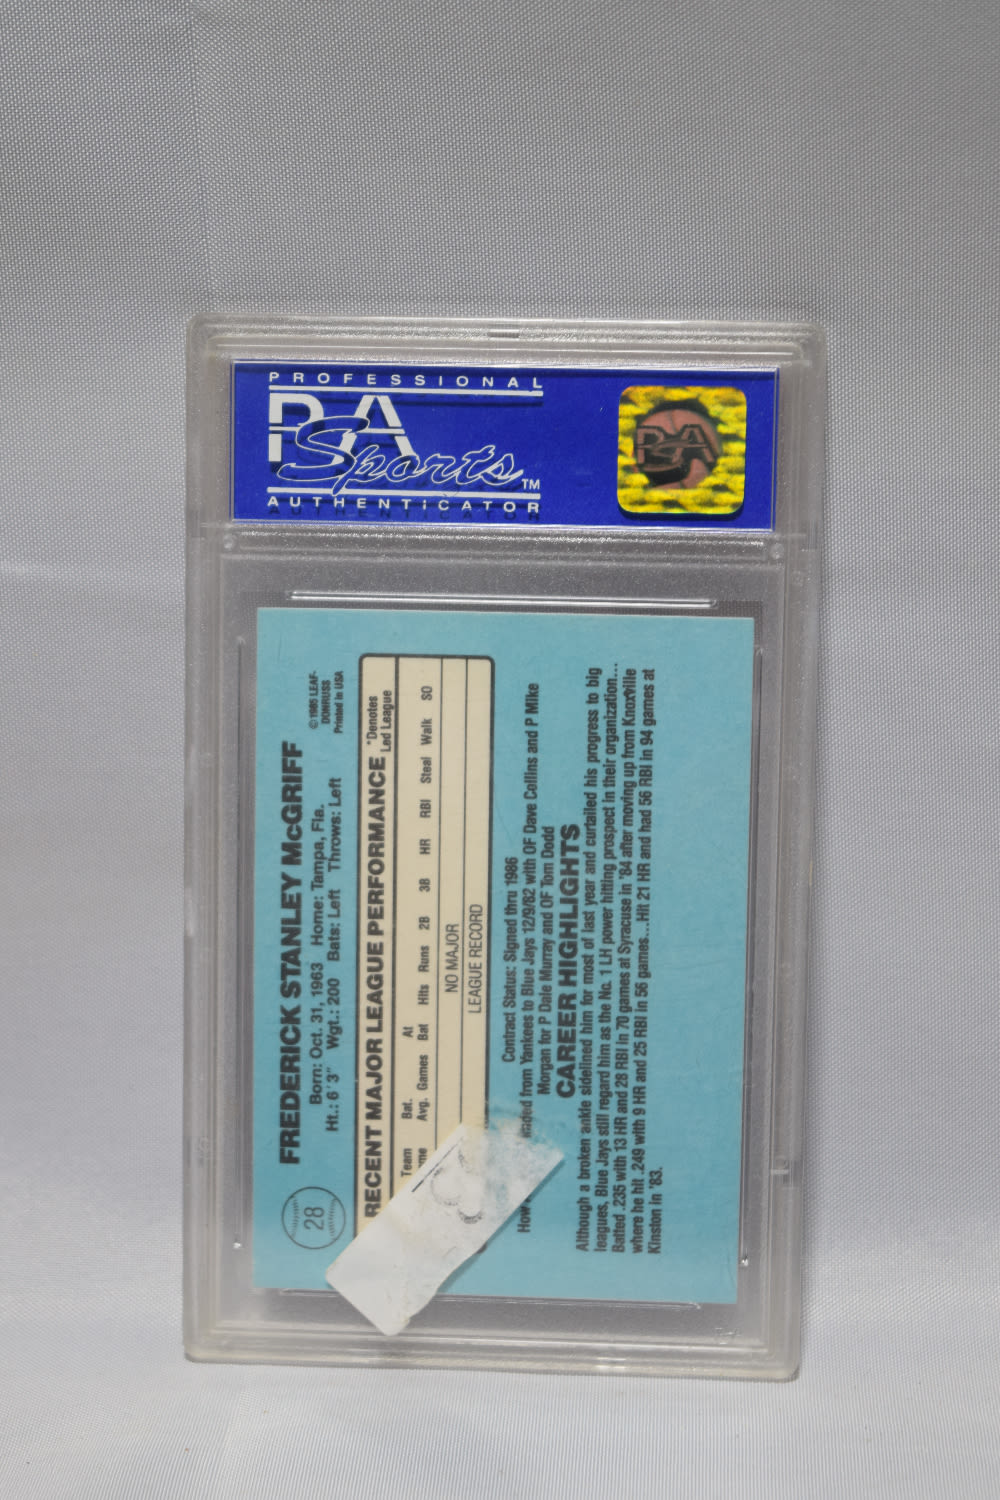 PROFESSIONAL
PSA
Sports TM
AUTHENTICATOR
PSA
28
FREDERICK STANLEY McGRIFF
Born: Oct. 31, 1963 Home: Tampa, Fla.
Ht.: 6'3" Wgt.: 200 Bats: Left Throws: Left
© 1985 LEAF-
DONRUSS
Printed in USA
RECENT MAJOR LEAGUE PERFORMANCE
*Denotes
Led League
Team Bat. At
Avg. Games Bat Hits Runs 2B 3B HR RBI Steal Walk SO
NO MAJOR
LEAGUE RECORD
Contract Status: Signed thru 1986
How from Yankees to Blue Jays 12/9/82 with OF Dave Collins and P Mike
Morgan for P Dale Murray and OF Tom Dodd
CAREER HIGHLIGHTS
Although a broken ankle sidelined him for most of last year and curtailed his progress to big
leagues, Blue Jays still regard him as the No. 1 LH power hitting prospect in their organization...
Batted .235 with 13 HR and 28 RBI in 70 games at Syracuse in '84 after moving up from Knoxville
where he hit .249 with 9 HR and 25 RBI in 56 games... Hit 21 HR and had 56 RBI in 94 games at
Kinston in '83.